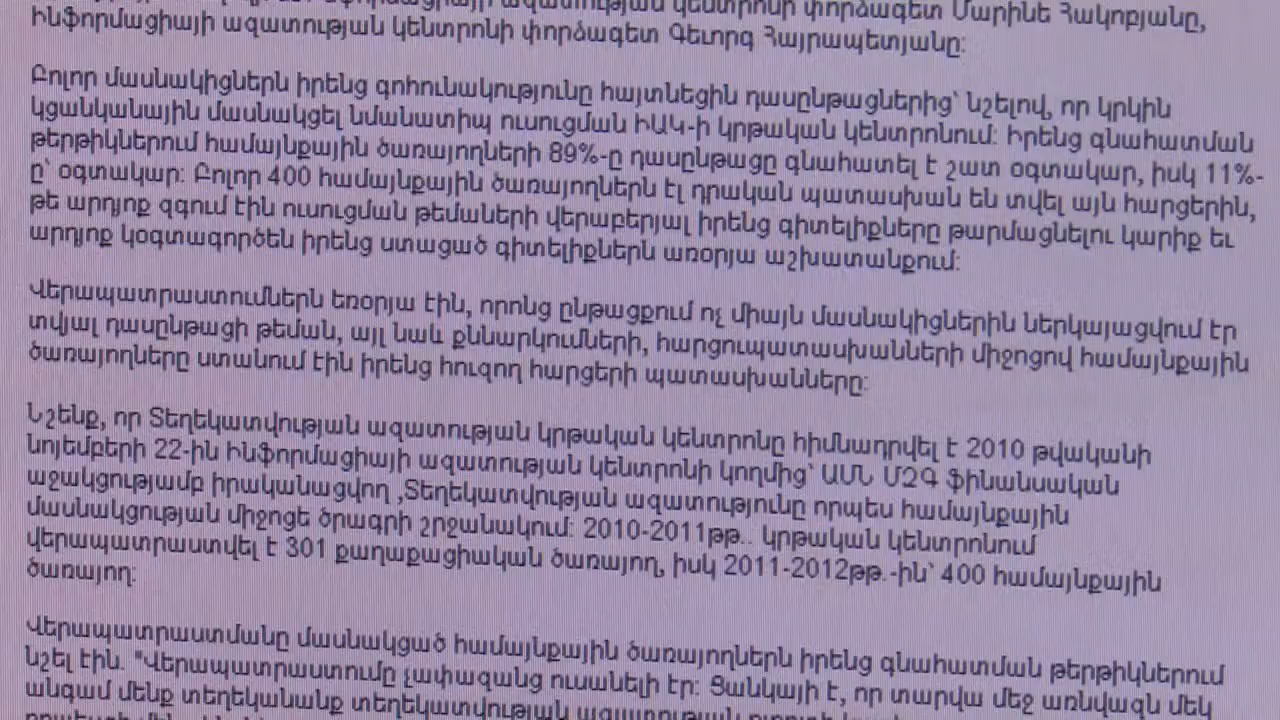 ազատության կենտրոնի փորձագետ Մարինե Հակոբյանը,
ինֆորմացիայի ազատության կենտրոնի փորձագետ Գեւորգ Հայրապետյանը:
Բոլոր մասնակիցներն իրենց գոհունակությունը հայտնեցին դասընթացներից՝ նշելով, որ կրկին
կցանկանային մասնակցել նմանատիպ ուսուցման ԻԱԿ-ի կրթական կենտրոնում: Իրենց գնահատման
թերթիկներում համայնքային ծառայողների 89%-ը դասընթացը գնահատել է շատ օգտակար, իսկ 11%-
ը՝ օգտակար: Բոլոր 400 համայնքային ծառայողներն էլ դրական պատասխան են տվել այն հարցերին,
թե արդյոք զգում էին ուսուցման թեմաների վերաբերյալ իրենց գիտելիքները թարմացնելու կարիք եւ
արդյոք կօգտագործեն իրենց ստացած գիտելիքներն առօրյա աշխատանքում:
Վերապատրաստումներն եռօրյա էին, որոնց ընթացքում ոչ միայն մասնակիցներին ներկայացվում էր
տվյալ դասընթացի թեման, այլ նաև քննարկումների, հարցուպատասխանների միջոցով համայնքային
ծառայողները ստանում էին իրենց հուզող հարցերի պատասխանները:
Նշենք, որ Տեղեկատվության ազատության կրթական կենտրոնը հիմնադրվել է 2010 թվականի
նոյեմբերի 22-ին Ինֆորմացիայի ազատության կենտրոնի կողմից՝ ԱՄՆ ՄԶԳ ֆինանսական
աջակցությամբ իրականացվող ,Տեղեկատվության ազատությունը որպես համայնքային
մասնակցության միջոցե ծրագրի շրջանակում: 2010-2011թթ.. կրթական կենտրոնում
վերապատրաստվել է 301 քաղաքացիական ծառայող, իսկ 2011-2012թթ.-ին՝ 400 համայնքային
ծառայող:
Վերապատրաստմանը մասնակցած համայնքային ծառայողներն իրենց գնահատման թերթիկներում
նշել էին. "Վերապատրաստումը չափազանց ուսանելի էր: Ցանկալի է, որ տարվա մեջ առնվազն մեկ
անգամ մենք տեղեկանանք տեղեկատվության ազատության